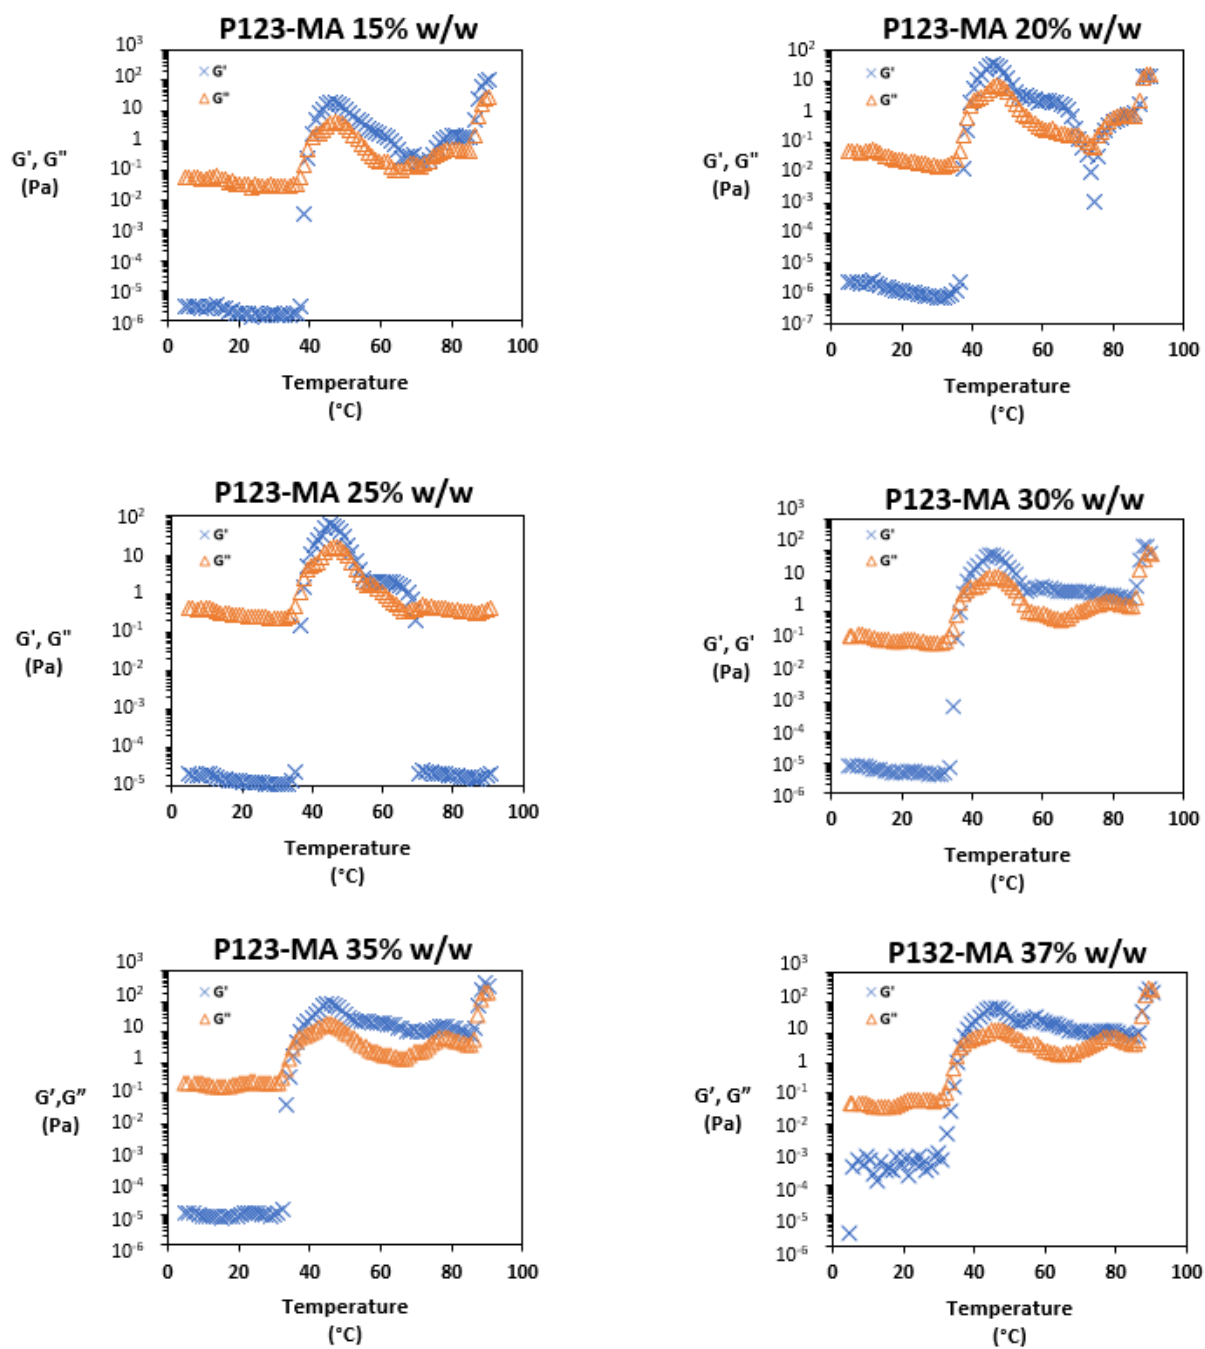 P123-MA 15% w/w
10³
10²
10
1
10⁻¹
10⁻²
10⁻³
10⁻⁴
10⁻⁵
10⁻⁶
G'
G"
G', G"
(Pa)
0 20 40 60 80 100
Temperature
(°C)
P123-MA 20% w/w
10²
10
1
10⁻¹
10⁻²
10⁻³
10⁻⁴
10⁻⁵
10⁻⁶
10⁻⁷
G'
G"
G', G"
(Pa)
0 20 40 60 80 100
Temperature
(°C)
P123-MA 25% w/w
10²
10
1
10⁻¹
10⁻²
10⁻³
10⁻⁴
10⁻⁵
G'
G"
G', G"
(Pa)
0 20 40 60 80 100
Temperature
(°C)
P123-MA 30% w/w
10³
10²
10
1
10⁻¹
10⁻²
10⁻³
10⁻⁴
10⁻⁵
10⁻⁶
G'
G"
G', G'
(Pa)
0 20 40 60 80 100
Temperature
(°C)
P123-MA 35% w/w
10³
10²
10
1
10⁻¹
10⁻²
10⁻³
10⁻⁴
10⁻⁵
10⁻⁶
G'
G"
G’,G”
(Pa)
0 20 40 60 80 100
Temperature
(°C)
P132-MA 37% w/w
10³
10²
10
1
10⁻¹
10⁻²
10⁻³
10⁻⁴
10⁻⁵
10⁻⁶
G'
G"
G’, G”
(Pa)
0 20 40 60 80 100
Temperature
(°C)